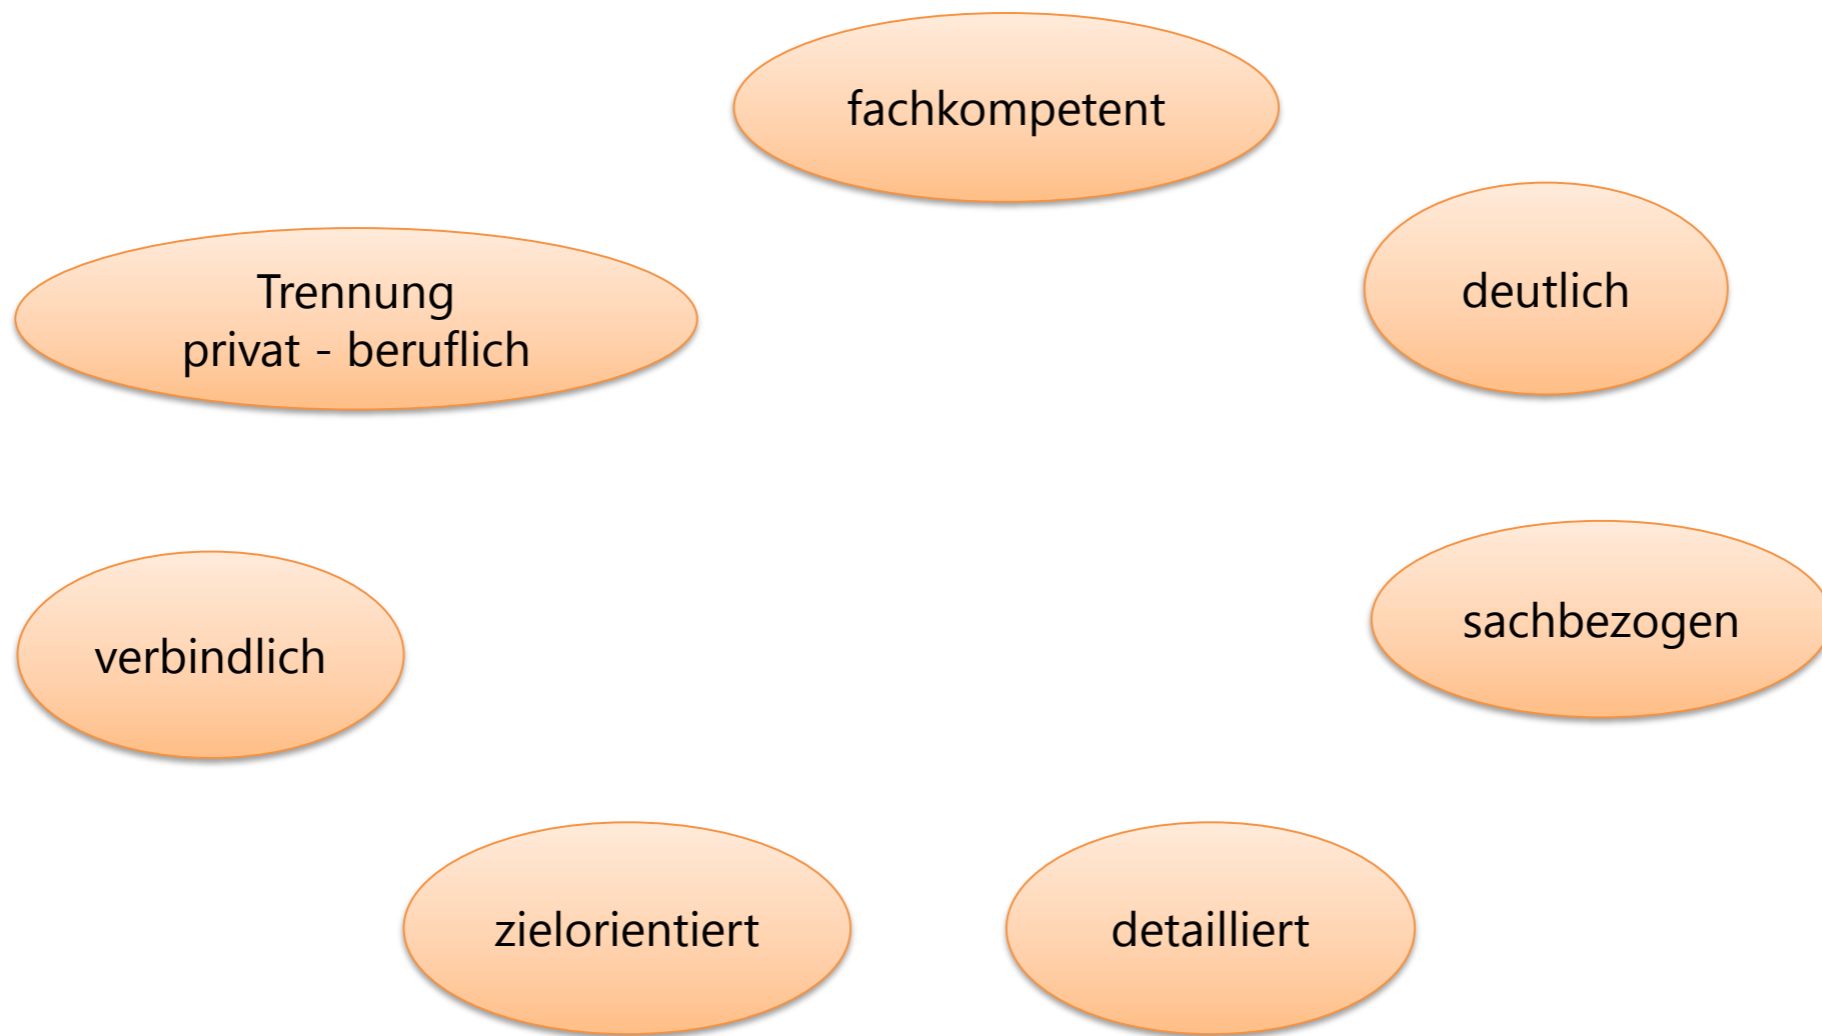 fachkompetent
deutlich
Trennung
privat - beruflich
sachbezogen
verbindlich
zielorientiert
detailliert